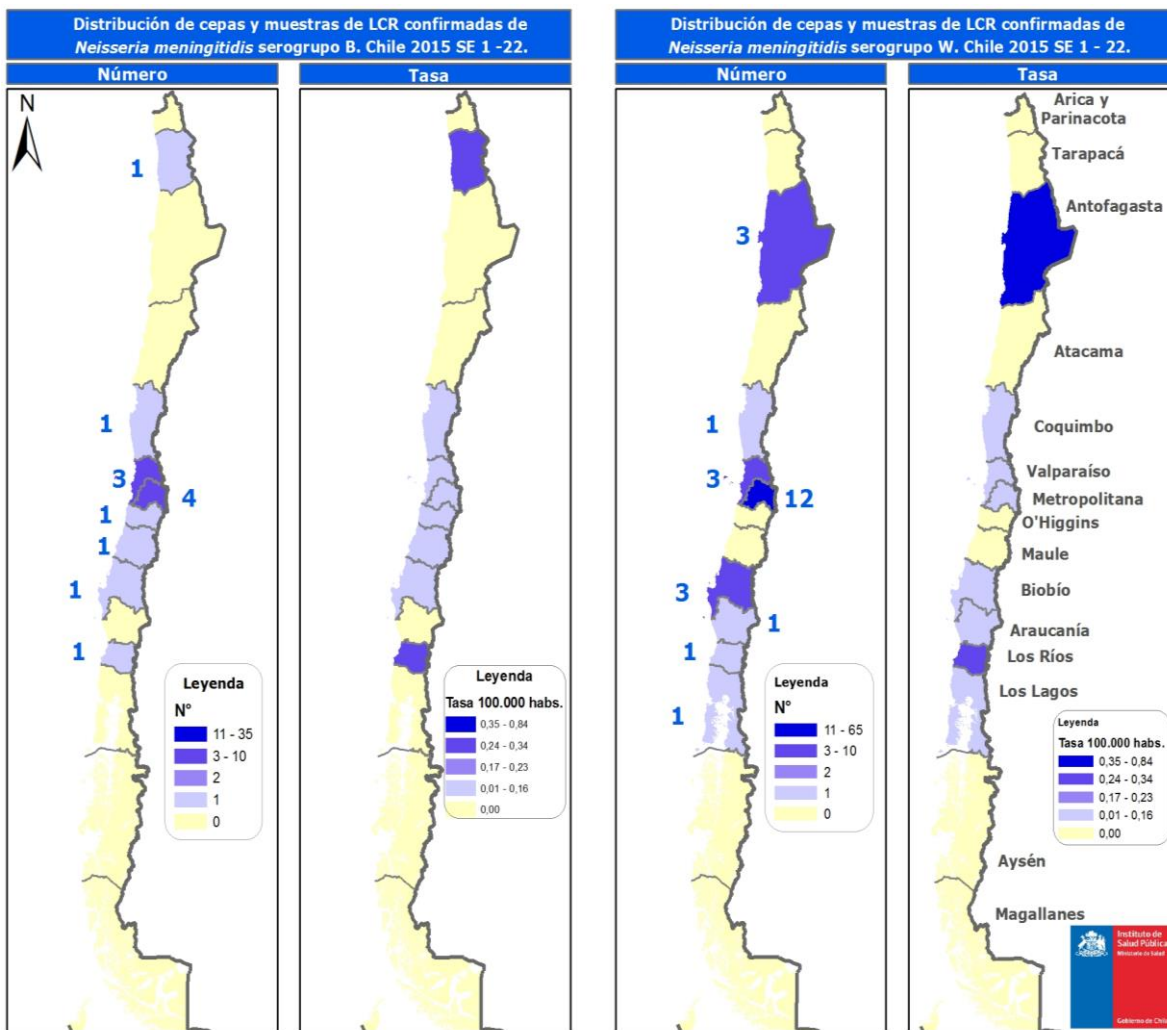 Distribución de cepas y muestras de LCR confirmadas de
Neisseria meningitidis serogrupo B. Chile 2015 SE 1 -22.
Número
Tasa
N
1
1
3
4
1
1
1
1
Leyenda
N°
11 - 35
3 - 10
2
1
0
Leyenda
Tasa 100.000 habs.
0,35 - 0,84
0,24 - 0,34
0,17 - 0,23
0,01 - 0,16
0,00
Distribución de cepas y muestras de LCR confirmadas de
Neisseria meningitidis serogrupo W. Chile 2015 SE 1 - 22.
Número
Tasa
3
1
3
12
3
1
1
1
Leyenda
N°
11 - 65
3 - 10
2
1
0
Arica y
Parinacota
Tarapacá
Antofagasta
Atacama
Coquimbo
Valparaíso
Metropolitana
O'Higgins
Maule
Biobío
Araucanía
Los Ríos
Los Lagos
Leyenda
Tasa 100.000 habs.
0,35 - 0,84
0,24 - 0,34
0,17 - 0,23
0,01 - 0,16
0,00
Aysén
Magallanes
Instituto de
Salud Pública
Ministerio de Salud
Gobierno de Chile